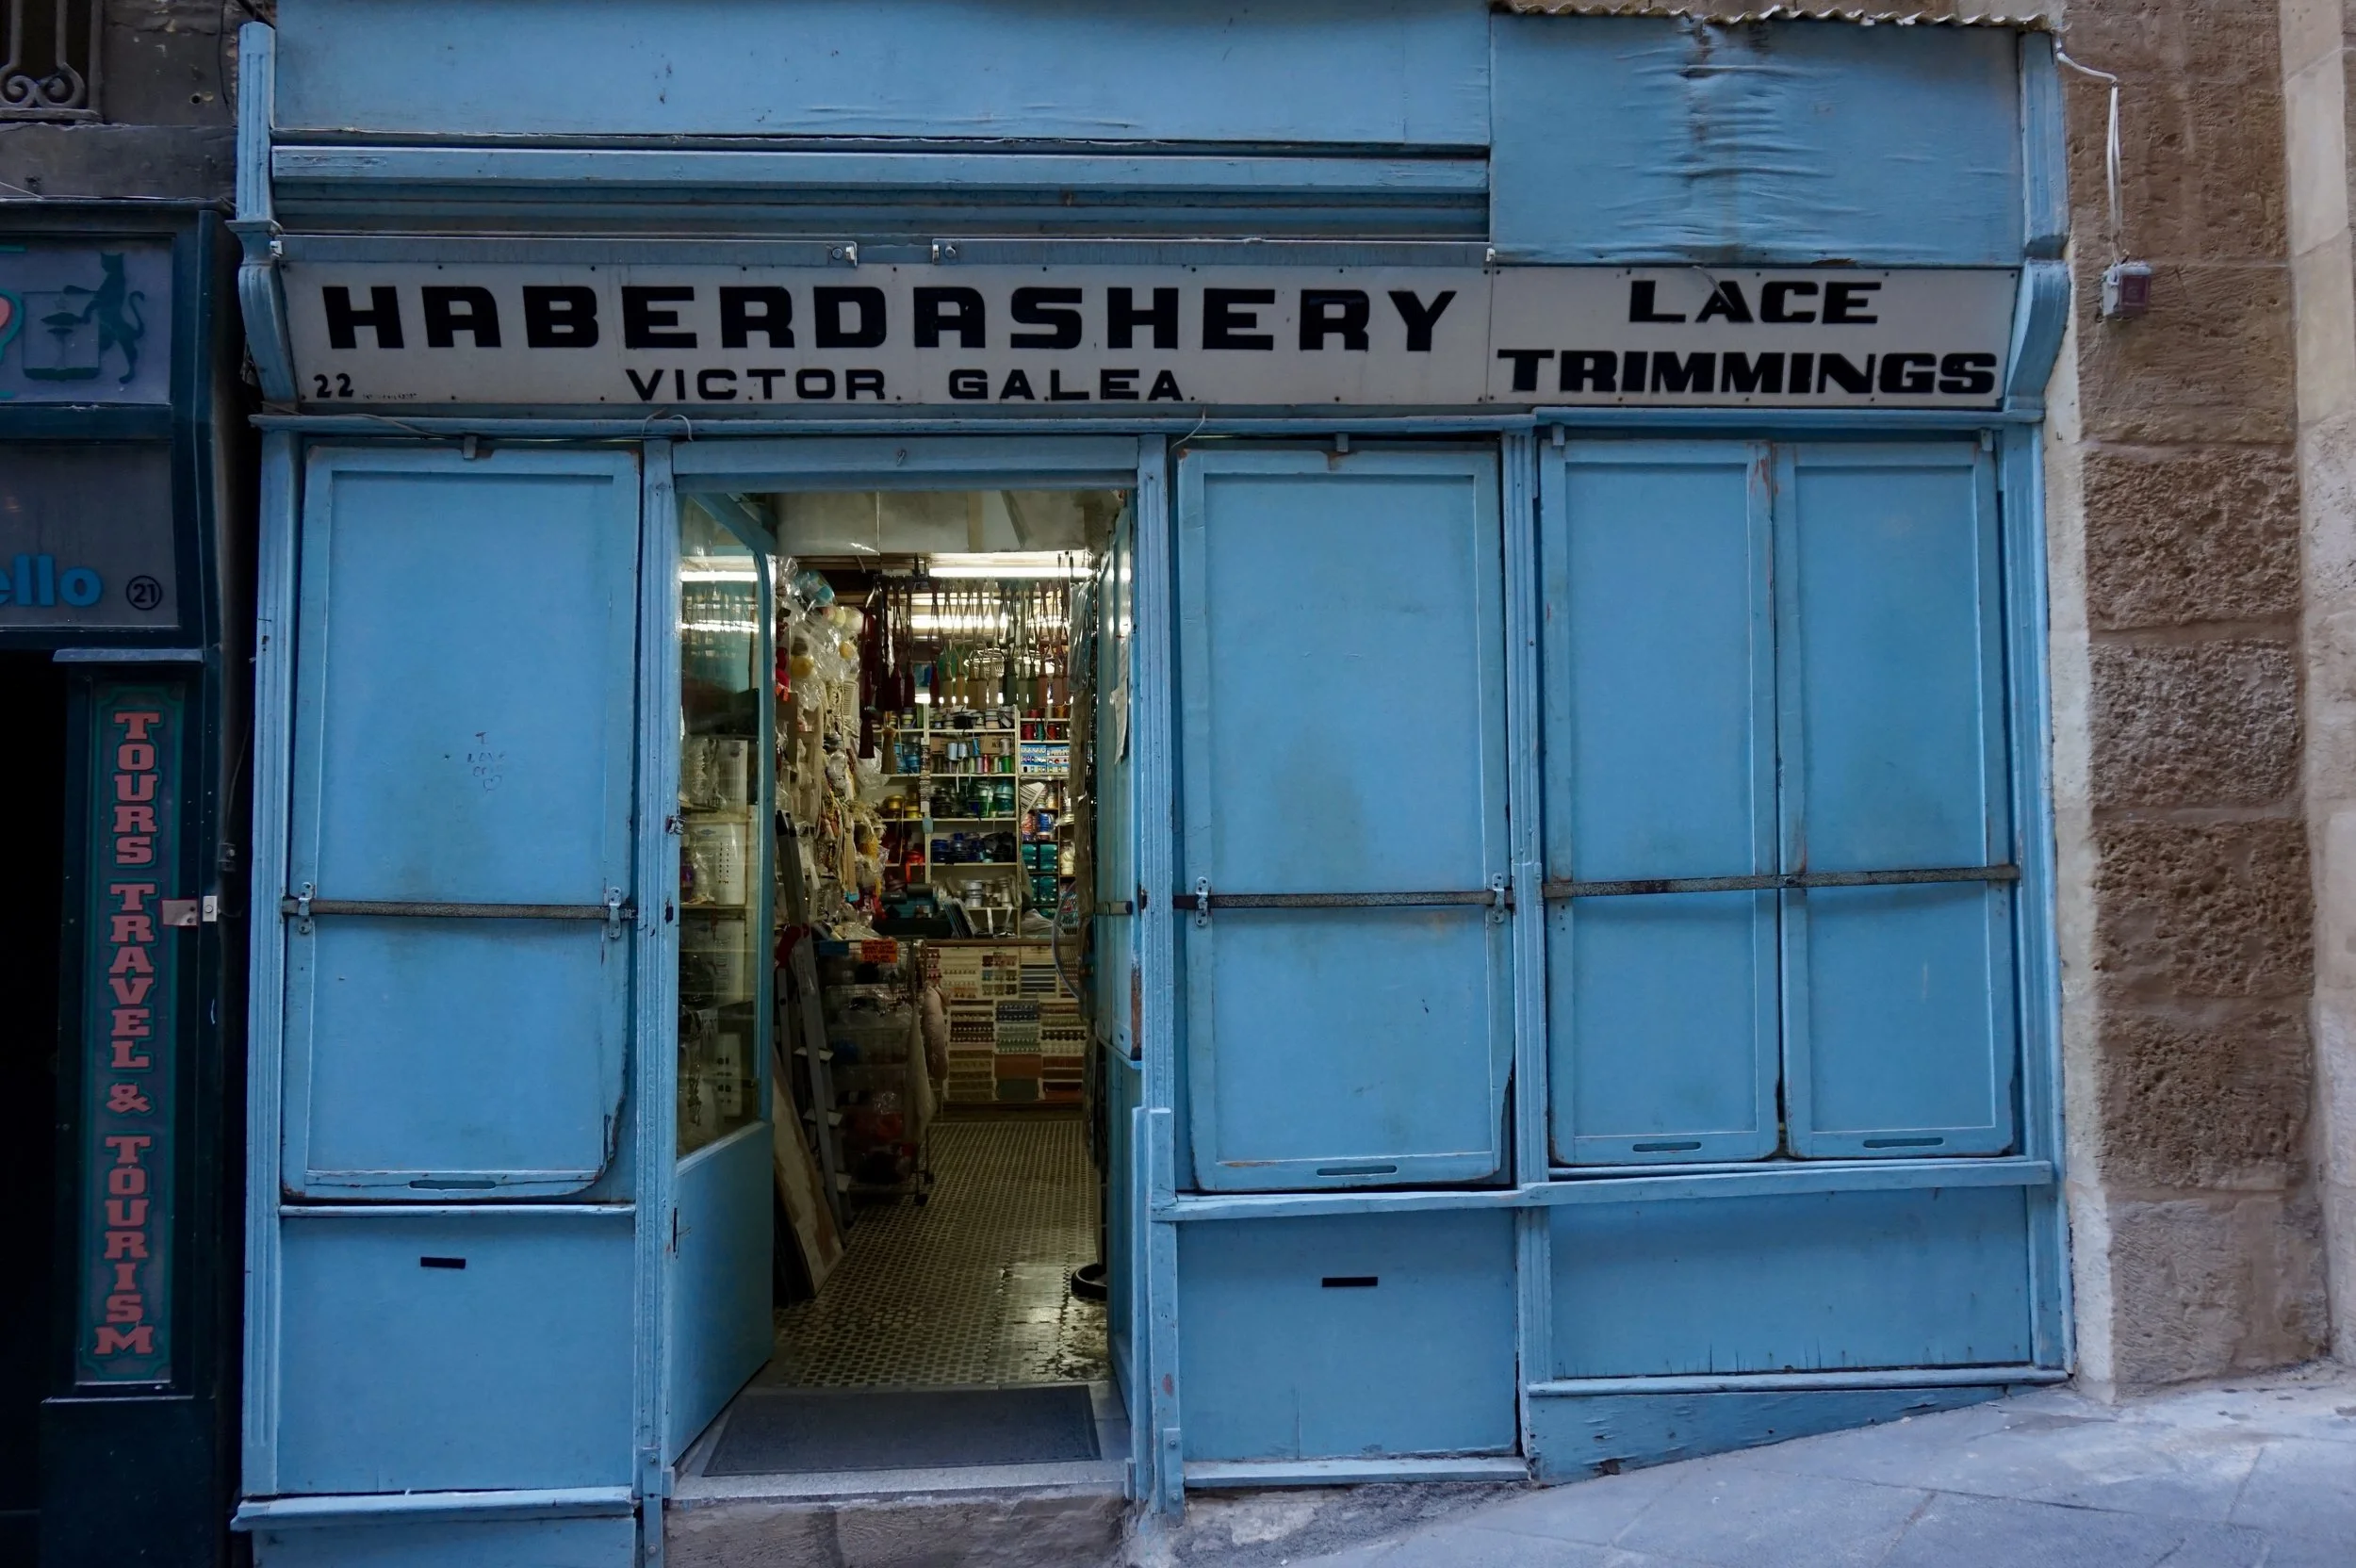 HABERDASHERY
22
VICTOR. GALEA.
LACE
TRIMMINGS
ello
21
TOURS TRAVEL & TOURISM